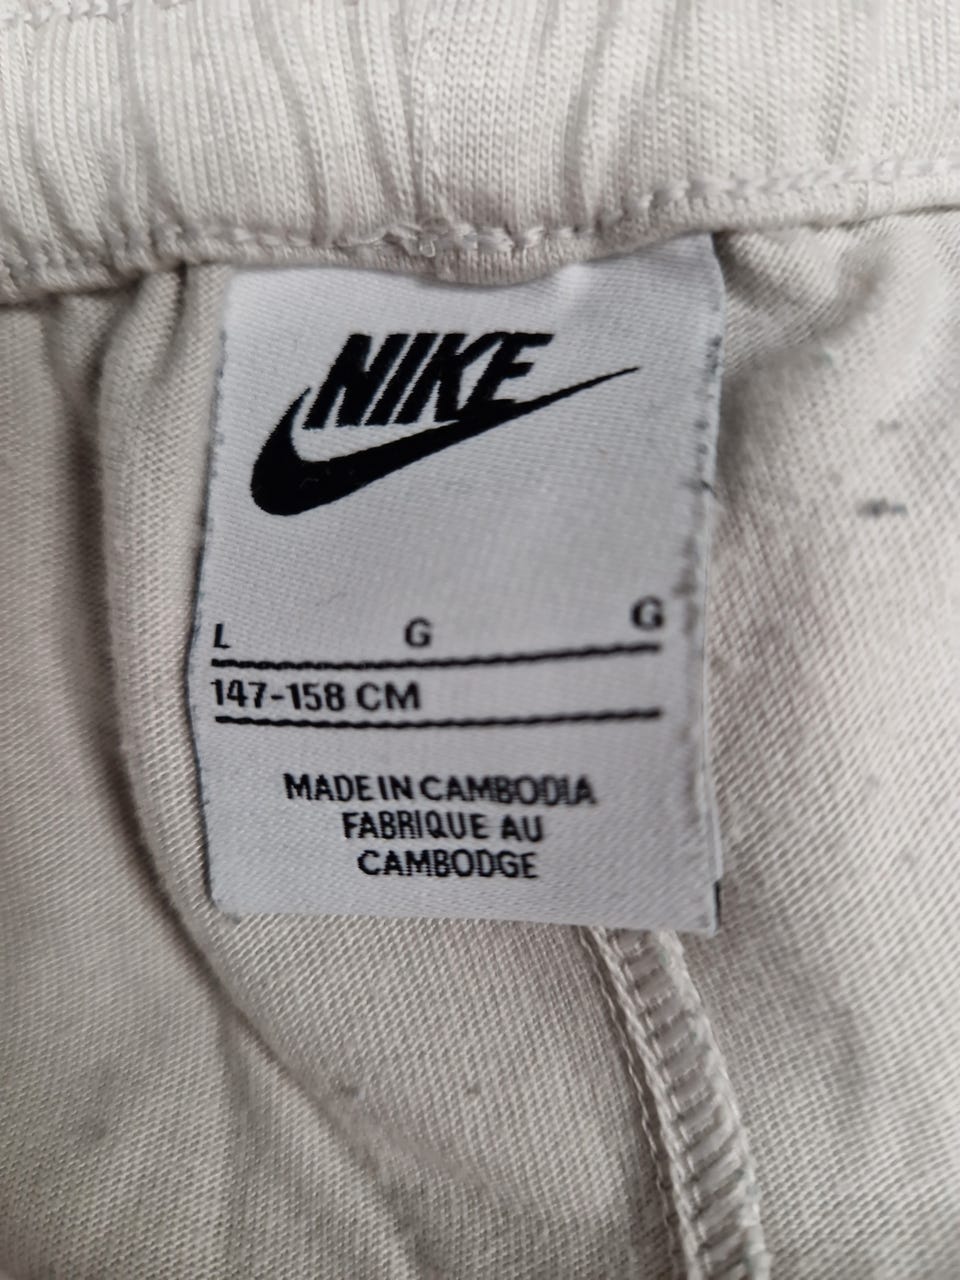 NIKE
L G G
147-158 CM
MADE IN CAMBODIA
FABRIQUE AU
CAMBODGE